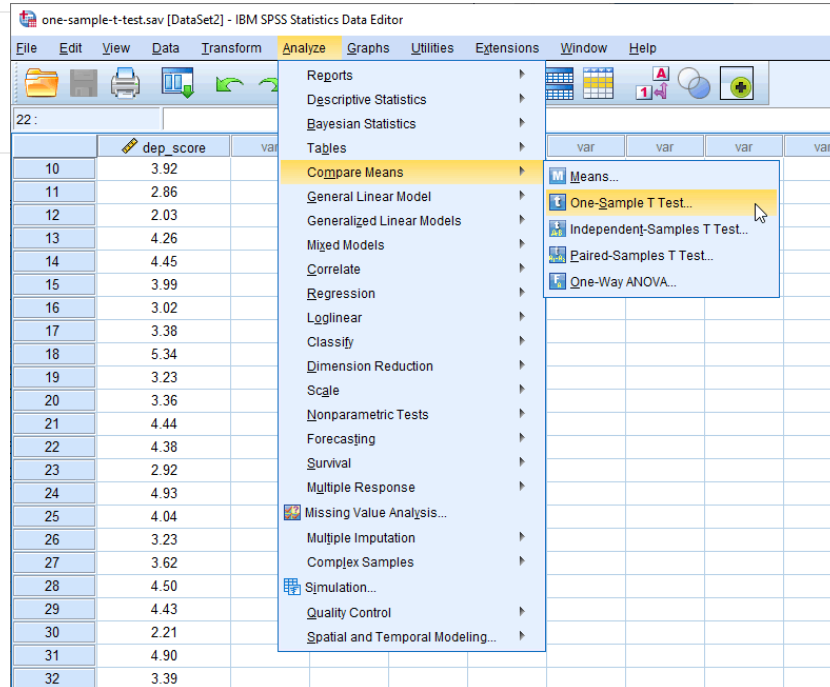 one-sample-t-test.sav [DataSet2] - IBM SPSS Statistics Data Editor
File Edit View Data Transform Analyze Graphs Utilities Extensions Window Help
A
1
22 :
dep_score var var var var var
Reports
Descriptive Statistics
Bayesian Statistics
Tables
Compare Means
General Linear Model
Generalized Linear Models
Mixed Models
Correlate
Regression
Loglinear
Classify
Dimension Reduction
Scale
Nonparametric Tests
Forecasting
Survival
Multiple Response
Missing Value Analysis...
Multiple Imputation
Complex Samples
Simulation...
Quality Control
Spatial and Temporal Modeling...
M Means...
t One-Sample T Test...
Independent-Samples T Test...
Paired-Samples T Test...
One-Way ANOVA...
10 3.92
11 2.86
12 2.03
13 4.26
14 4.45
15 3.99
16 3.02
17 3.38
18 5.34
19 3.23
20 3.36
21 4.44
22 4.38
23 2.92
24 4.93
25 4.04
26 3.23
27 3.62
28 4.50
29 4.43
30 2.21
31 4.90
32 3.39